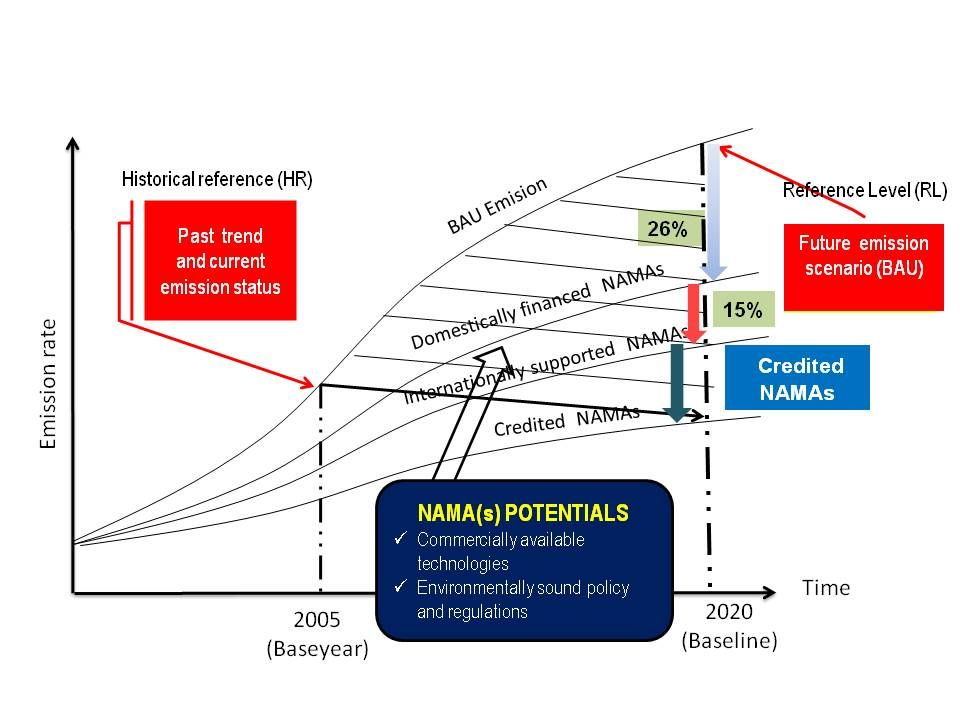 Historical reference (HR)
Past trend
and current
emission status
BAU Emision
26%
Reference Level (RL)
Future emission
scenario (BAU)
Domestically financed NAMAs
15%
Internationally supported NAMAs
Credited
NAMAs
Credited NAMAs
Emission rate
NAMA(s) POTENTIALS
✓ Commercially available
technologies
✓ Environmentally sound policy
and regulations
Time
2005
(Baseyear)
2020
(Baseline)